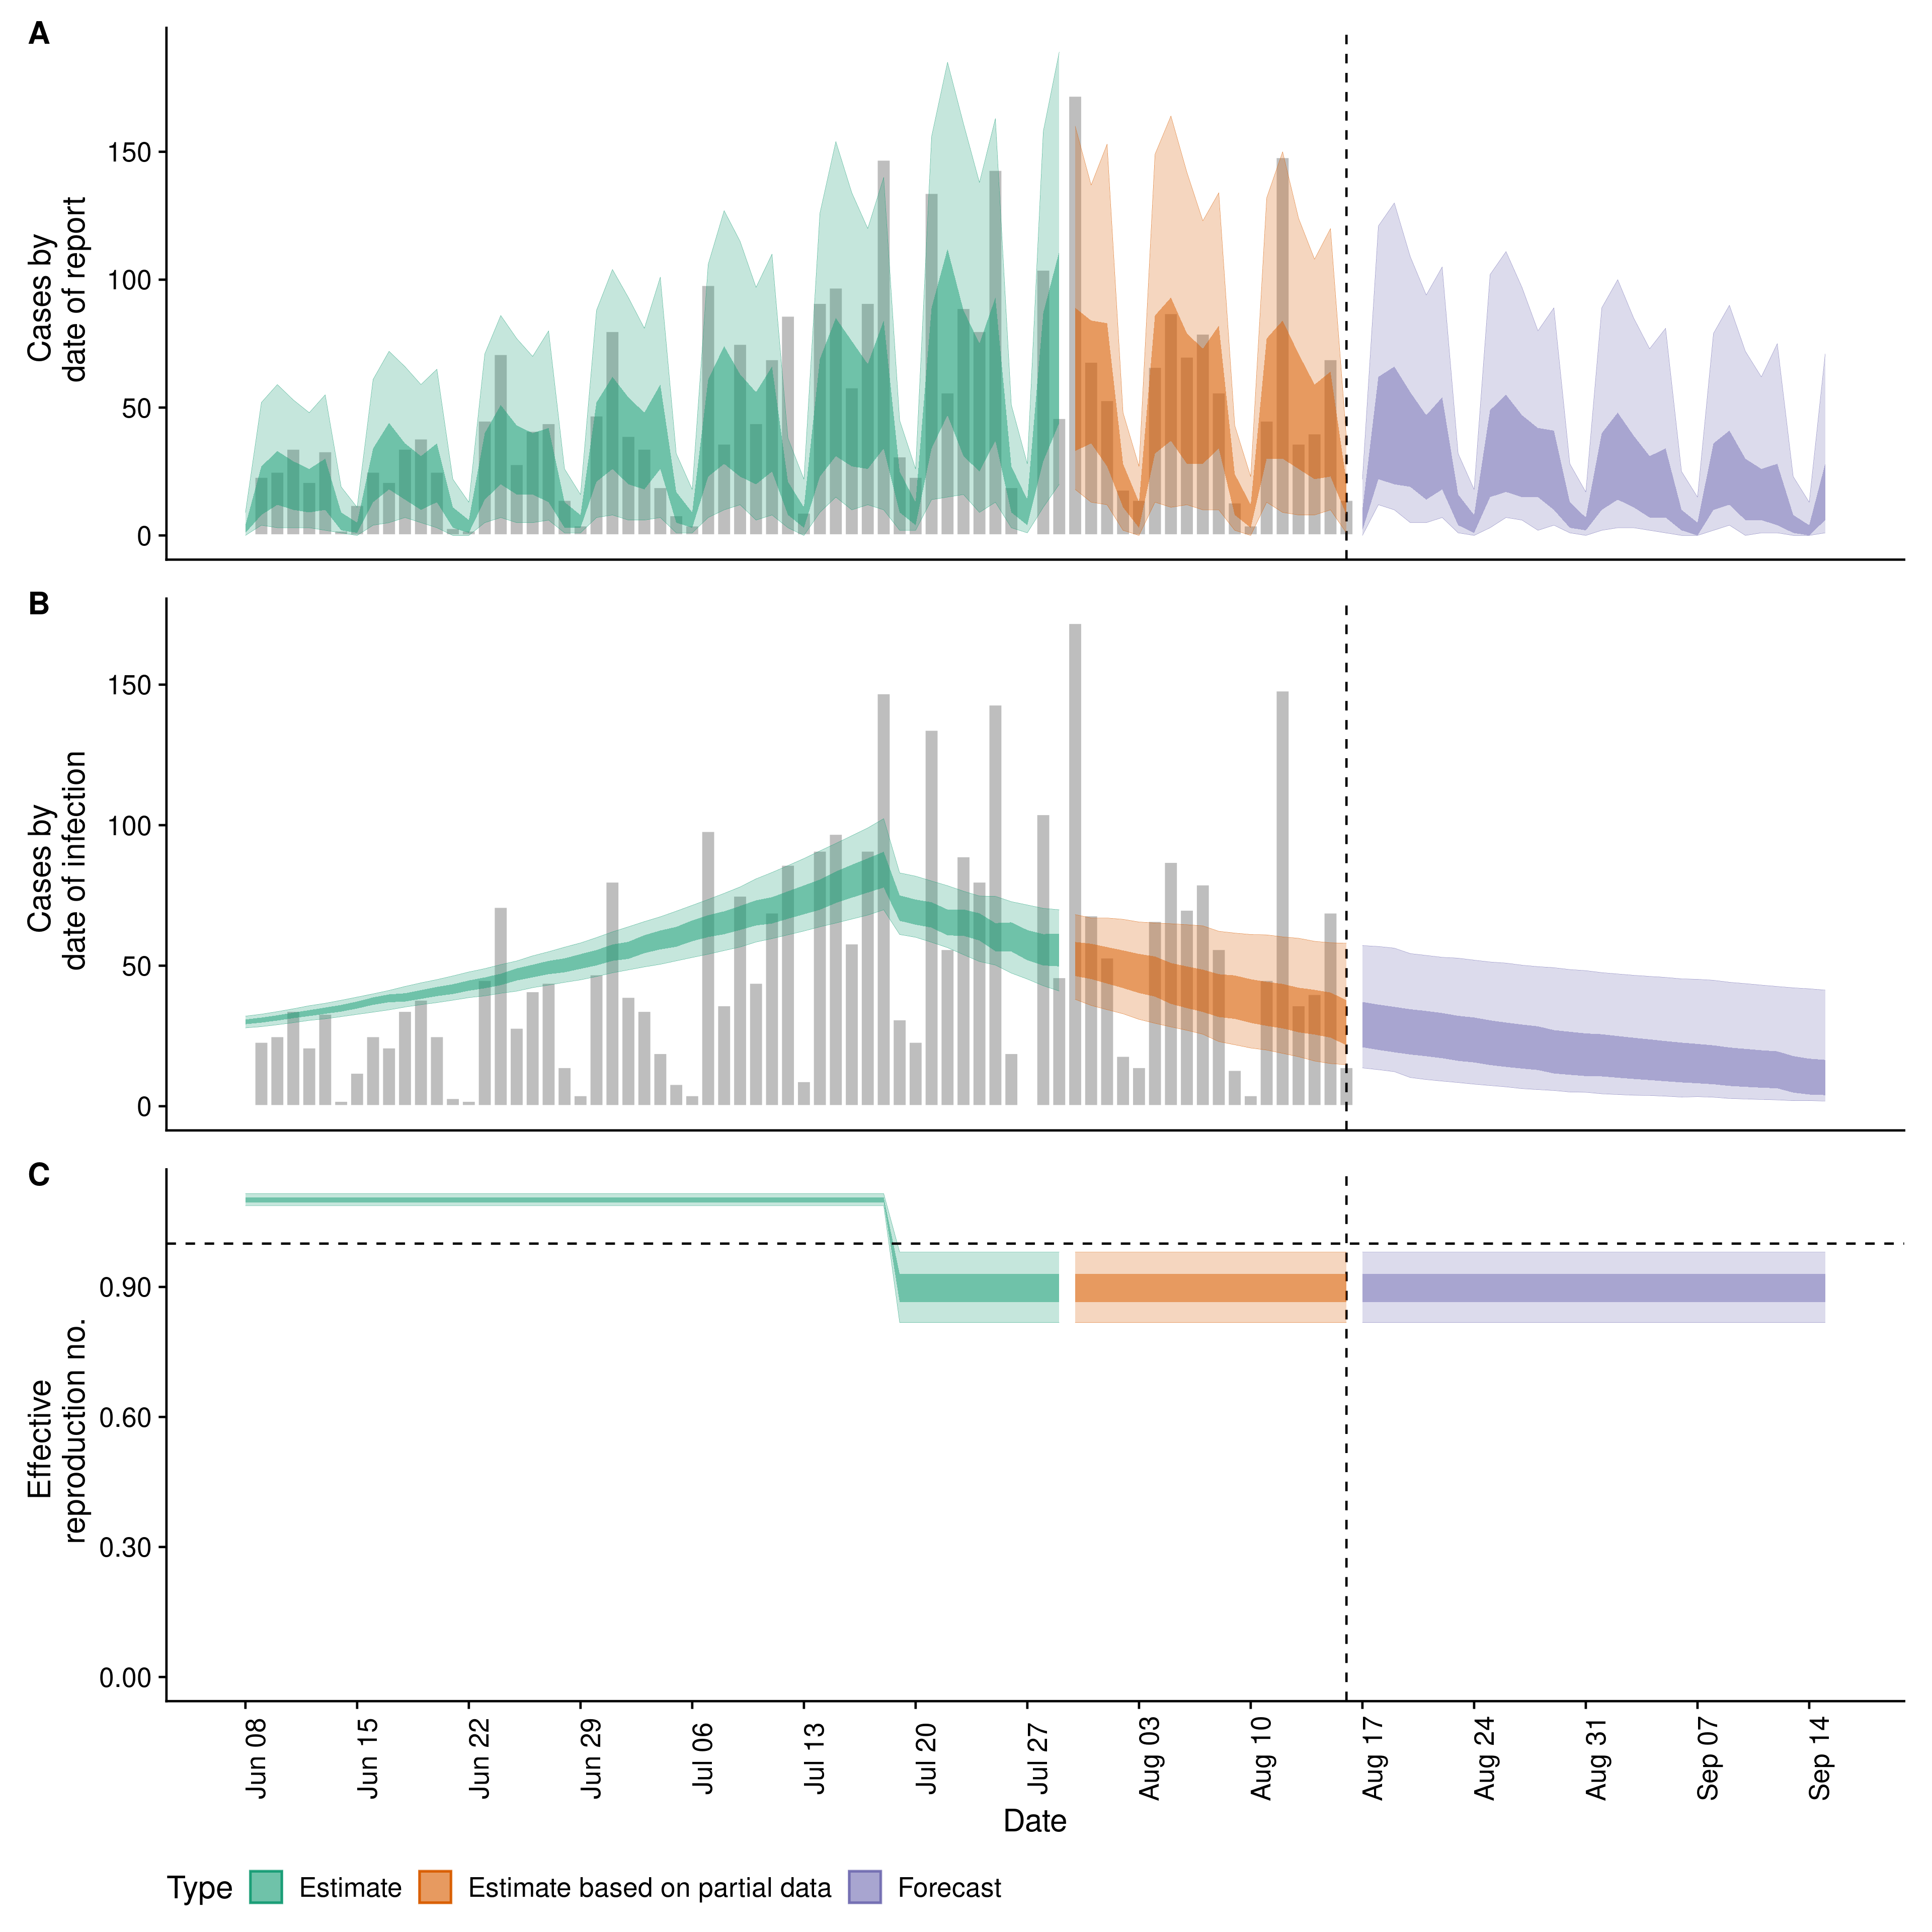 A
Cases by
date of report
150
100
50
0
B
Cases by
date of infection
150
100
50
0
C
Effective
reproduction no.
0.90
0.60
0.30
0.00
Jun 08
Jun 15
Jun 22
Jun 29
Jul 06
Jul 13
Jul 20
Jul 27
Aug 03
Aug 10
Aug 17
Aug 24
Aug 31
Sep 07
Sep 14
Date
Type Estimate Estimate based on partial data Forecast